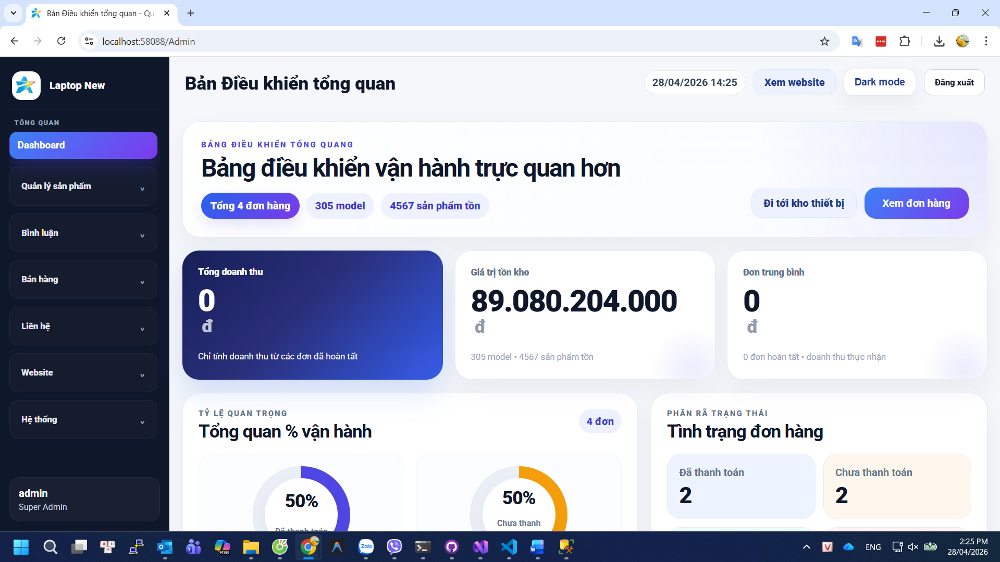 Bản Điều khiển tổng quan - Qu
localhost:58088/Admin
Laptop New
TỔNG QUAN
Dashboard
Quản lý sản phẩm
Bình luận
Bán hàng
Liên hệ
Website
Hệ thống
admin
Super Admin
Bản Điều khiển tổng quan
28/04/2026 14:25
Xem website
Dark mode
Đăng xuất
BẢNG ĐIỀU KHIỂN TỔNG QUANG
Bảng điều khiển vận hành trực quan hơn
Tổng 4 đơn hàng
305 model
4567 sản phẩm tồn
Đi tới kho thiết bị
Xem đơn hàng
Tổng doanh thu
0
đ
Chỉ tính doanh thu từ các đơn đã hoàn tất
Giá trị tồn kho
89.080.204.000
đ
305 model • 4567 sản phẩm tồn
Đơn trung bình
0
đ
0 đơn hoàn tất • doanh thu thực nhận
TỶ LỆ QUAN TRỌNG
Tổng quan % vận hành
4 đơn
50%
Đã thanh toán
50%
Chưa thanh
PHÂN RÃ TRẠNG THÁI
Tình trạng đơn hàng
Đã thanh toán
2
Chưa thanh toán
2
M365
Zalo
ENG
2:25 PM
28/04/2026